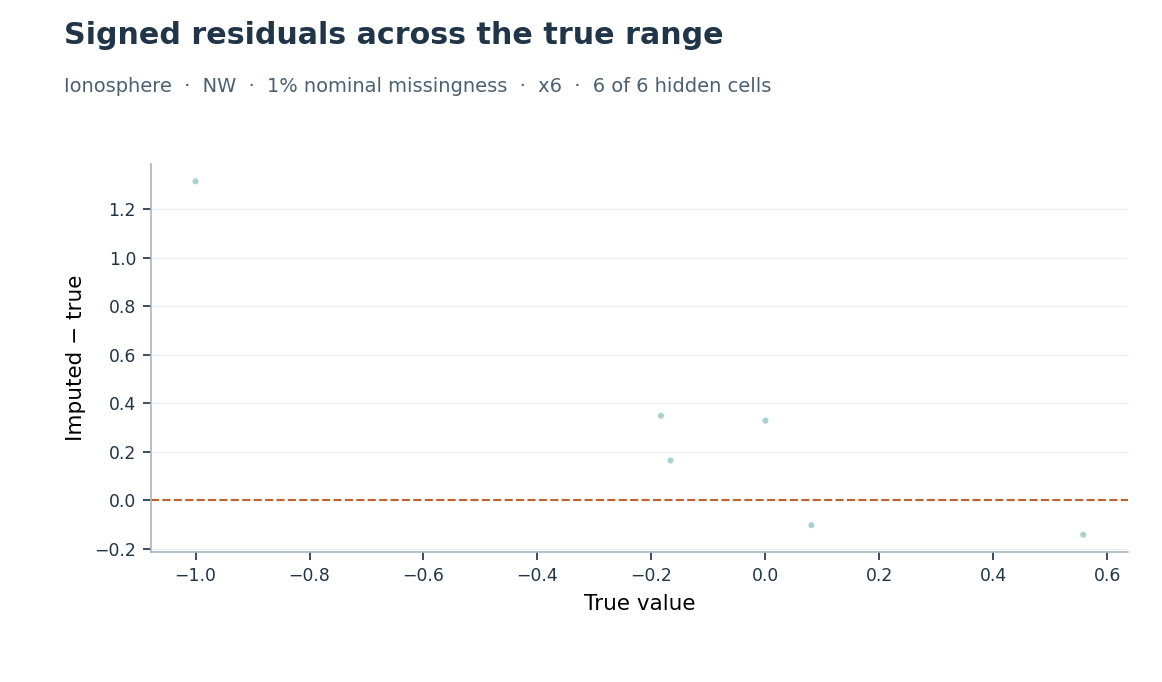 Signed residuals across the true range
Ionosphere · NW · 1% nominal missingness · x6 · 6 of 6 hidden cells
Imputed − true
1.2
1.0
0.8
0.6
0.4
0.2
0.0
−0.2
−1.0 −0.8 −0.6 −0.4 −0.2 0.0 0.2 0.4 0.6
True value